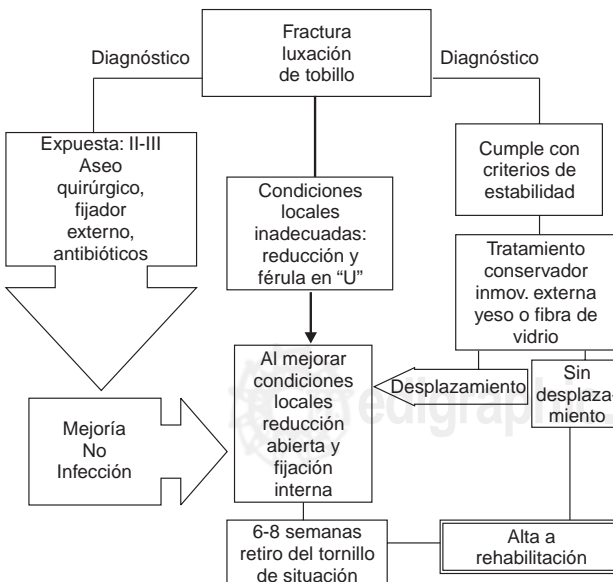 Fractura
luxación
de tobillo
Diagnóstico
Diagnóstico
Expuesta: II-III
Aseo
quirúrgico,
fijador
externo,
antibióticos
Condiciones
locales
inadecuadas:
reducción y
férula en “U”
Cumple con
criterios de
estabilidad
Tratamiento
conservador
inmov. externa
yeso o fibra de
vidrio
Al mejorar
condiciones
locales
reducción
abierta y
fijación
interna
Desplazamiento
Sin
desplaza-
miento
Mejoría
No
Infección
6-8 semanas
retiro del tornillo
de situación
Alta a
rehabilitación